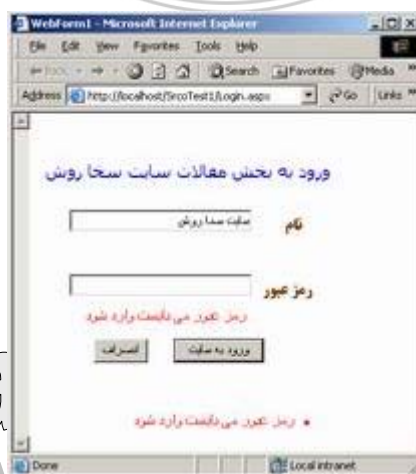 WebForm1 - Microsoft Internet Explorer
File Edit View Favorites Tools Help
Search Favorites Media »
Address http://localhost/SrcoTest1/Login.aspx Go Links »
ورود به بخش مقالات سایت سخا روش
نام سایت سخا روش
رمز عبور
رمز عبور می بایست وارد شود
ورود به سایت انصراف
• رمز عبور می بایست وارد شود
Done Local intranet